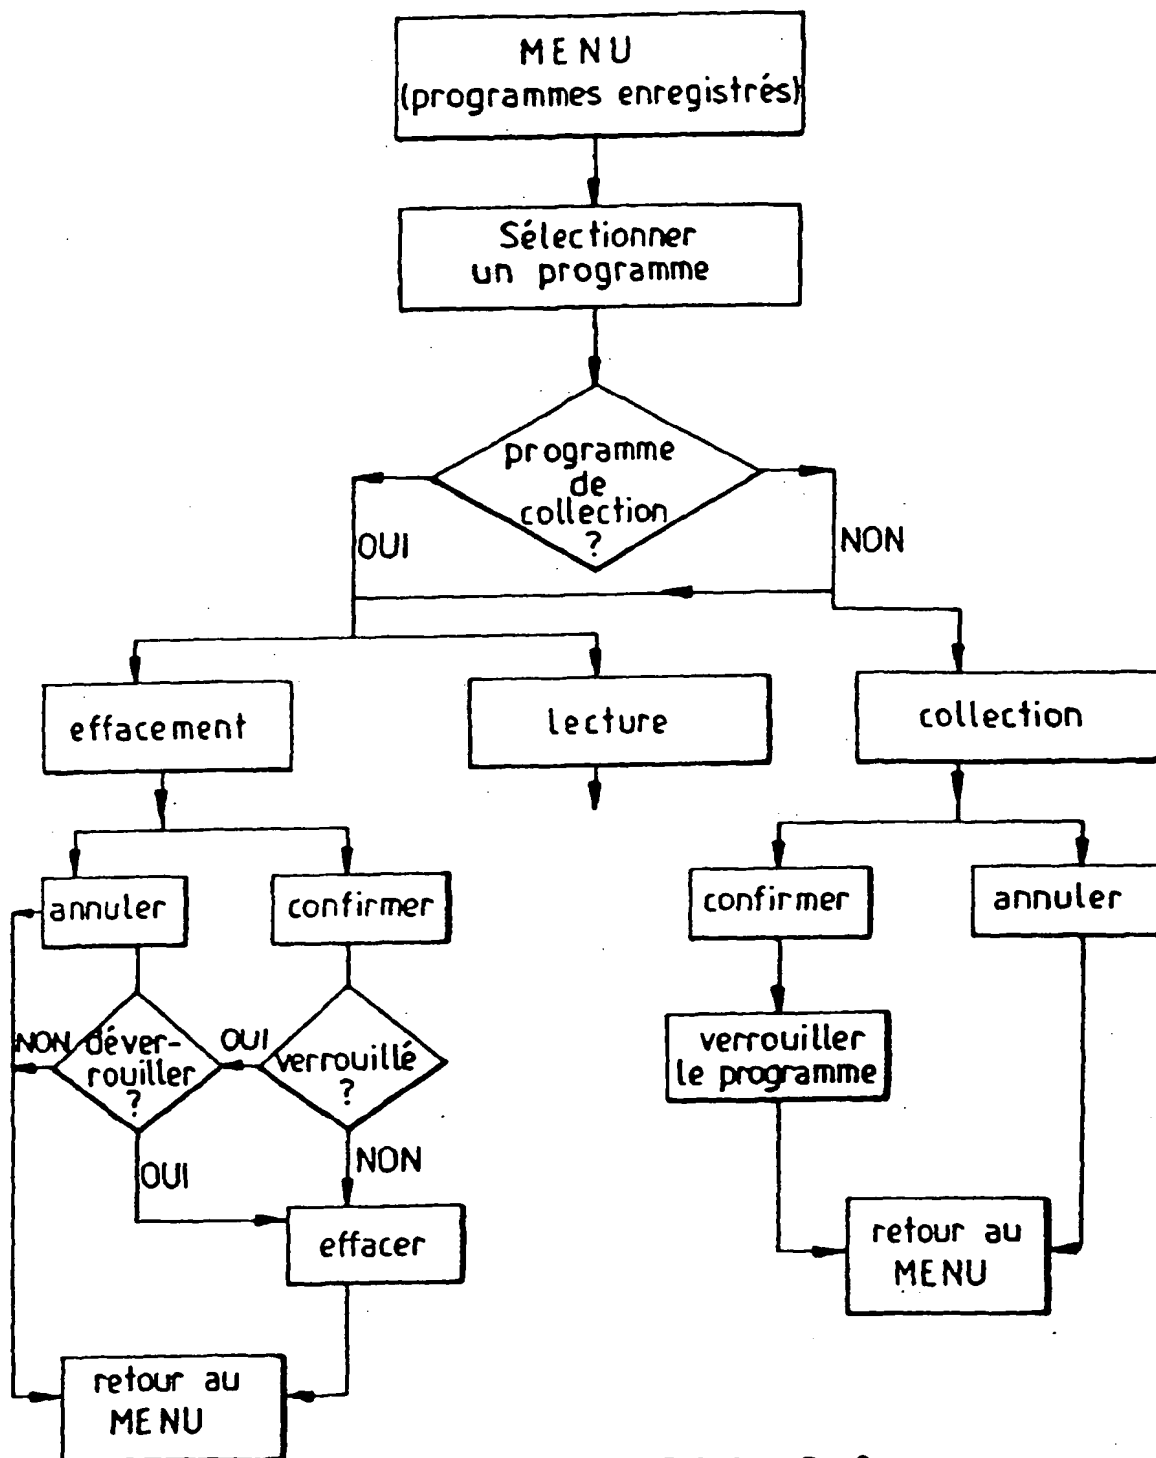 MENU
(programmes enregistrés)
Sélectionner
un programme
programme
de
collection
?
OUI
NON
effacement
lecture
collection
annuler
confirmer
confirmer
annuler
NON
déver-
rouiller
?
OUI
verrouillé
?
verrouiller
le programme
OUI
NON
effacer
retour au
MENU
retour au
MENU